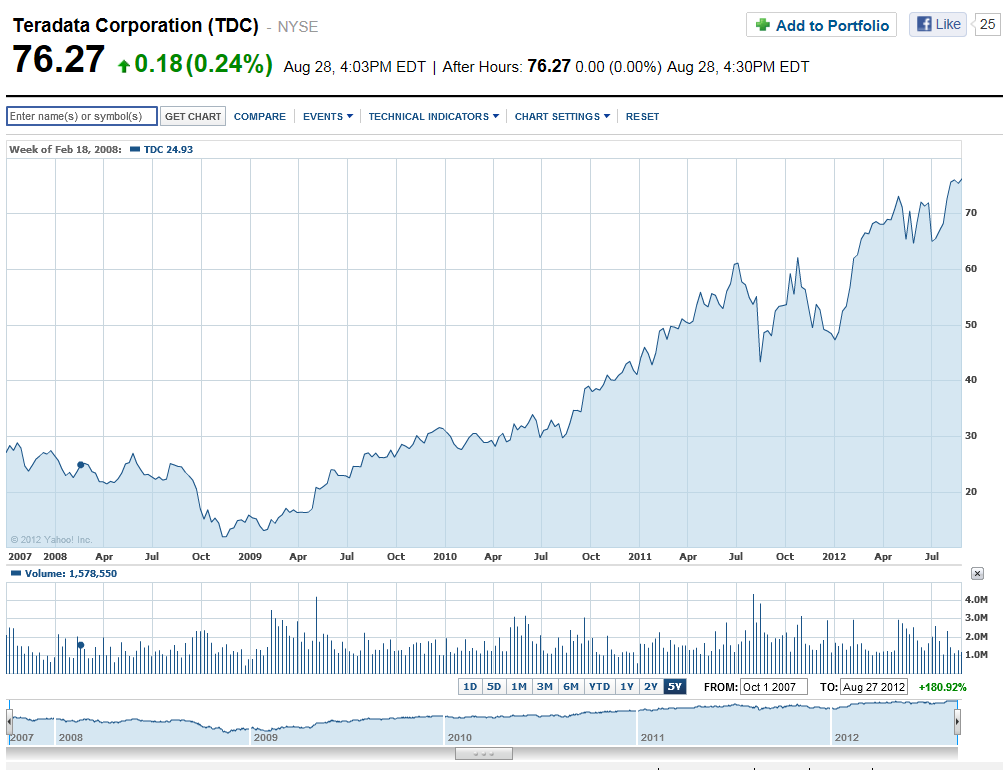 Teradata Corporation (TDC) - NYSE
Add to Portfolio
Like 25
76.27 0.18(0.24%) Aug 28, 4:03PM EDT | After Hours: 76.27 0.00 (0.00%) Aug 28, 4:30PM EDT
Enter name(s) or symbol(s) GET CHART COMPARE EVENTS TECHNICAL INDICATORS CHART SETTINGS RESET
Week of Feb 18, 2008: TDC 24.93
70
60
50
40
30
20
© 2012 Yahoo! Inc.
2007 2008 Apr Jul Oct 2009 Apr Jul Oct 2010 Apr Jul Oct 2011 Apr Jul Oct 2012 Apr Jul
Volume: 1,578,550
4.0M
3.0M
2.0M
1.0M
1D 5D 1M 3M 6M YTD 1Y 2Y 5Y FROM: Oct 1 2007 TO: Aug 27 2012 +180.92%
2007 2008 2009 2010 2011 2012